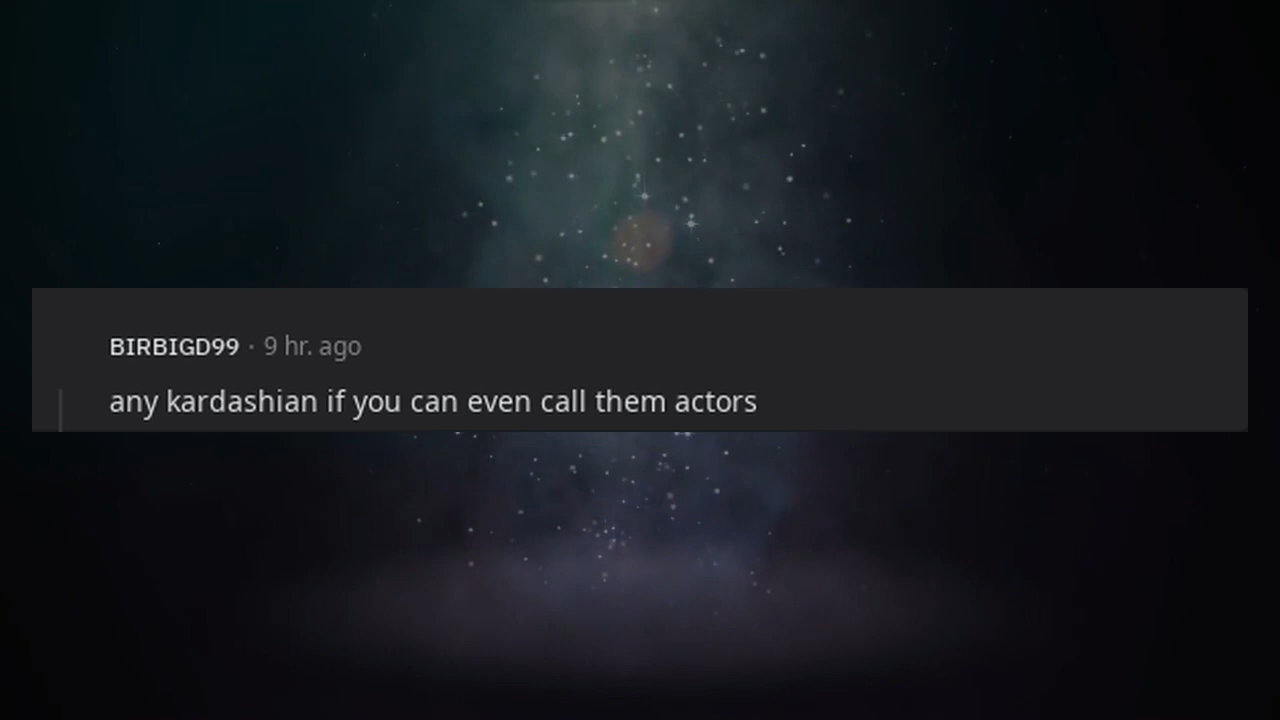 BIRBIGD99 · 9 hr. ago
any kardashian if you can even call them actors